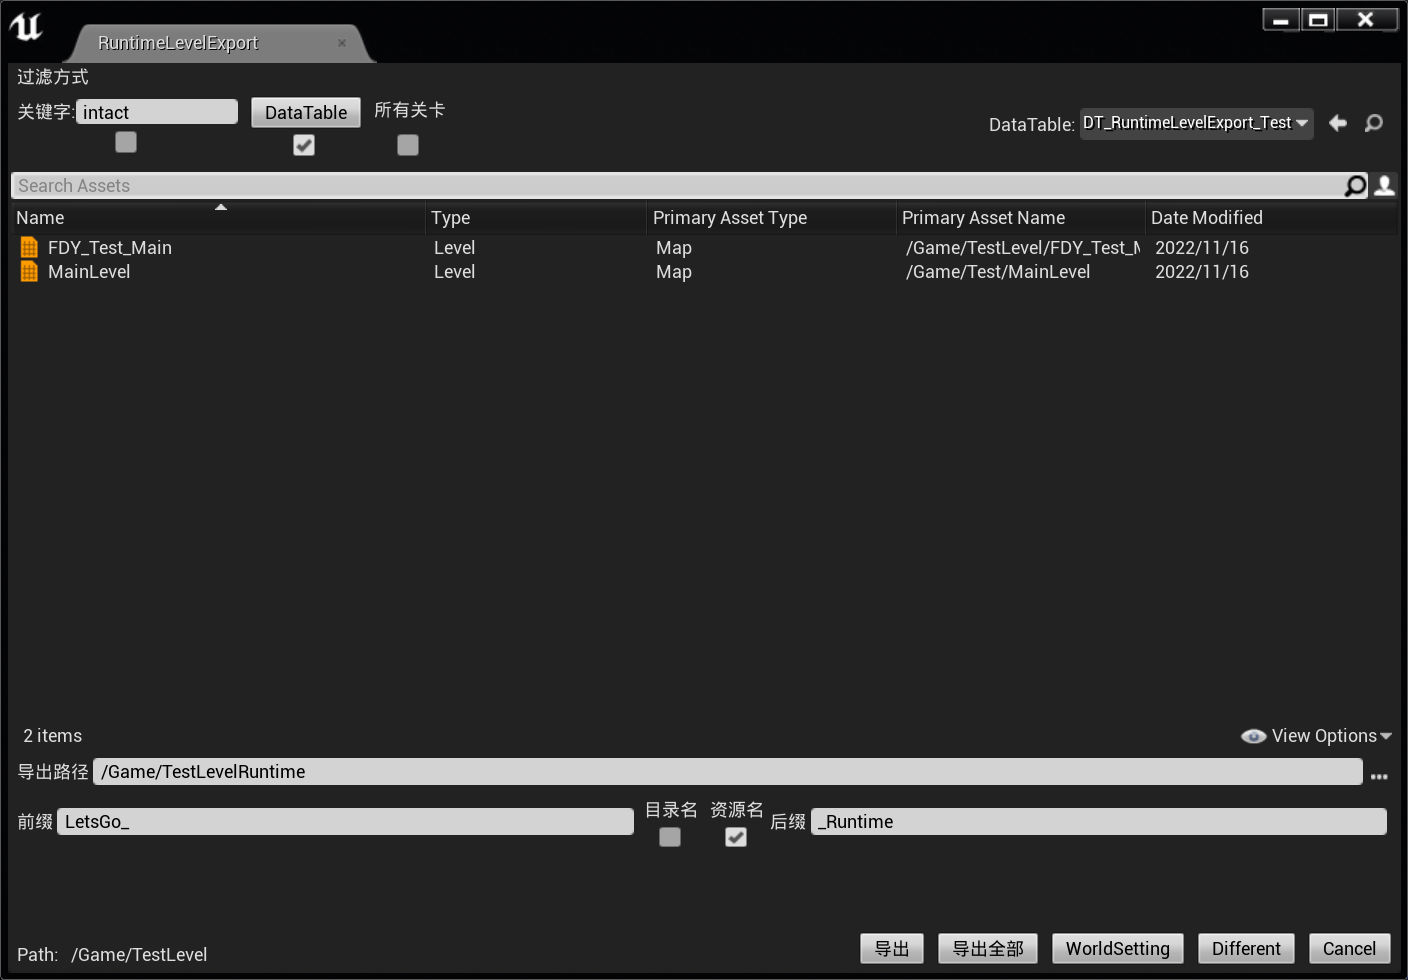 RuntimeLevelExport
过滤方式
关键字: intact DataTable 所有关卡
DataTable: DT_RuntimeLevelExport_Test
Search Assets
Name Type Primary Asset Type Primary Asset Name Date Modified
FDY_Test_Main Level Map /Game/TestLevel/FDY_Test_M 2022/11/16
MainLevel Level Map /Game/Test/MainLevel 2022/11/16
2 items View Options
导出路径 /Game/TestLevelRuntime ...
前缀 LetsGo_ 目录名 资源名 后缀 _Runtime
Path: /Game/TestLevel 导出 导出全部 WorldSetting Different Cancel